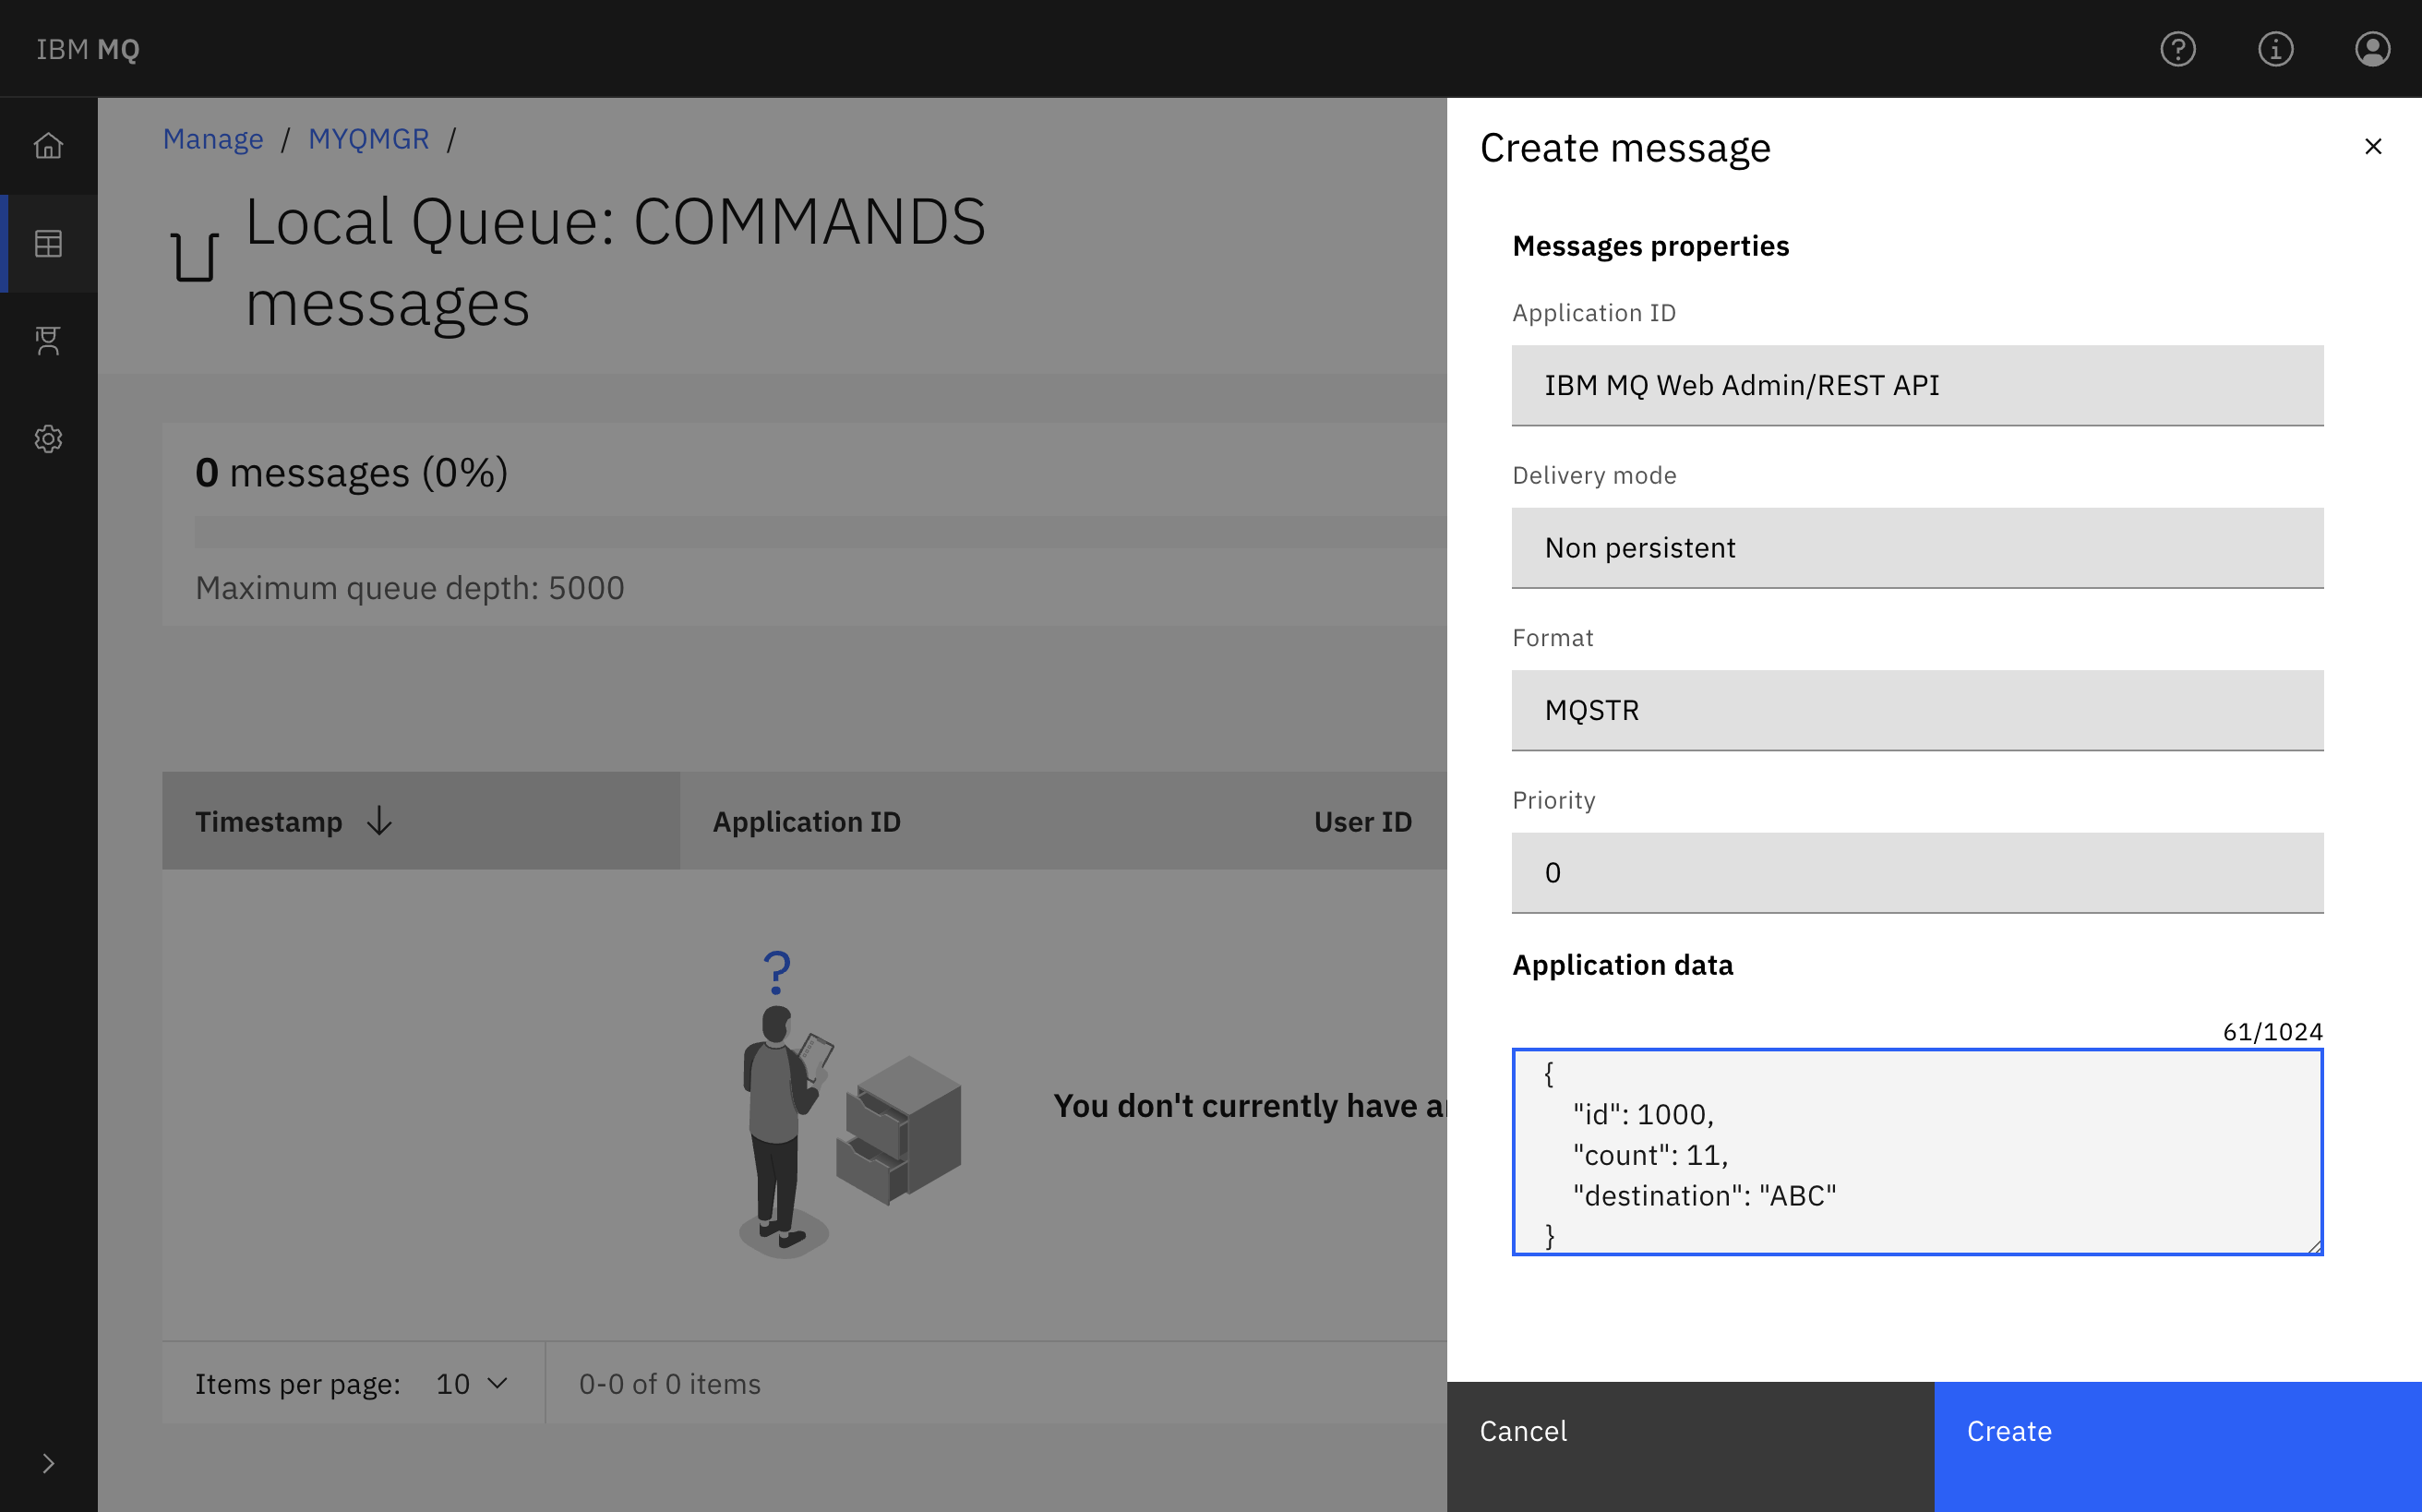 IBM MQ
Manage / MYQMGR /
Local Queue: COMMANDS
messages
0 messages (0%)
Maximum queue depth: 5000
Timestamp
Application ID
User ID
?
You don't currently have
Items per page: 10
0-0 of 0 items
Create message
Messages properties
Application ID
IBM MQ Web Admin/REST API
Delivery mode
Non persistent
Format
MQSTR
Priority
0
Application data
61/1024
{
"id": 1000,
"count": 11,
"destination": "ABC"
}
Cancel
Create